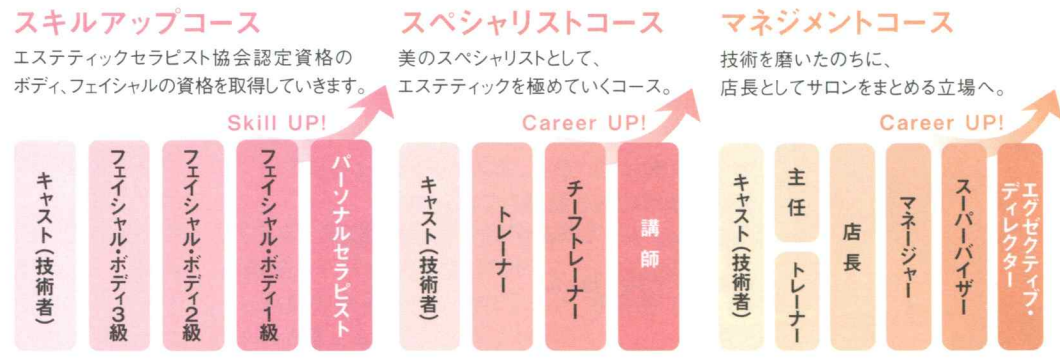 スキルアップコース
エステティックセラピスト協会認定資格の
ボディ、フェイシャルの資格を取得していきます。
Skill UP!
キャスト(技術者)
フェイシャル・ボディ3級
フェイシャル・ボディ2級
フェイシャル・ボディ1級
パーソナルセラピスト
スペシャリストコース
美のスペシャリストとして、
エステティックを極めていくコース。
Career UP!
キャスト(技術者)
トレーナー
チーフトレーナー
講師
マネジメントコース
技術を磨いたのちに、
店長としてサロンをまとめる立場へ。
Career UP!
キャスト(技術者)
主任
トレーナー
店長
マネージャー
スーパーバイザー
エグゼクティブ・
ディレクター